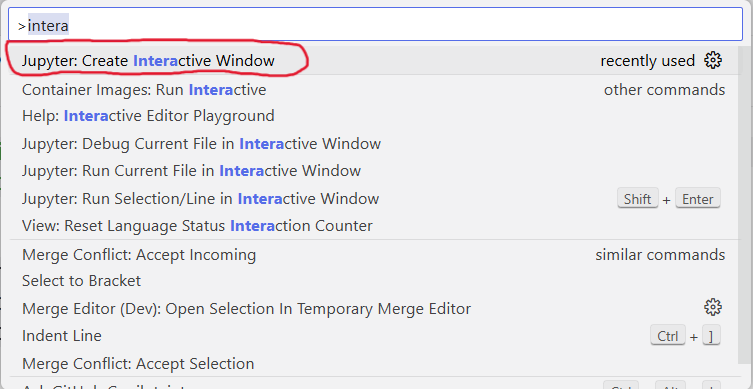 >intera
Jupyter: Create Interactive Window recently used
Container Images: Run Interactive other commands
Help: Interactive Editor Playground
Jupyter: Debug Current File in Interactive Window
Jupyter: Run Current File in Interactive Window
Jupyter: Run Selection/Line in Interactive Window Shift + Enter
View: Reset Language Status Interaction Counter
Merge Conflict: Accept Incoming similar commands
Select to Bracket
Merge Editor (Dev): Open Selection In Temporary Merge Editor
Indent Line Ctrl + ]
Merge Conflict: Accept Selection